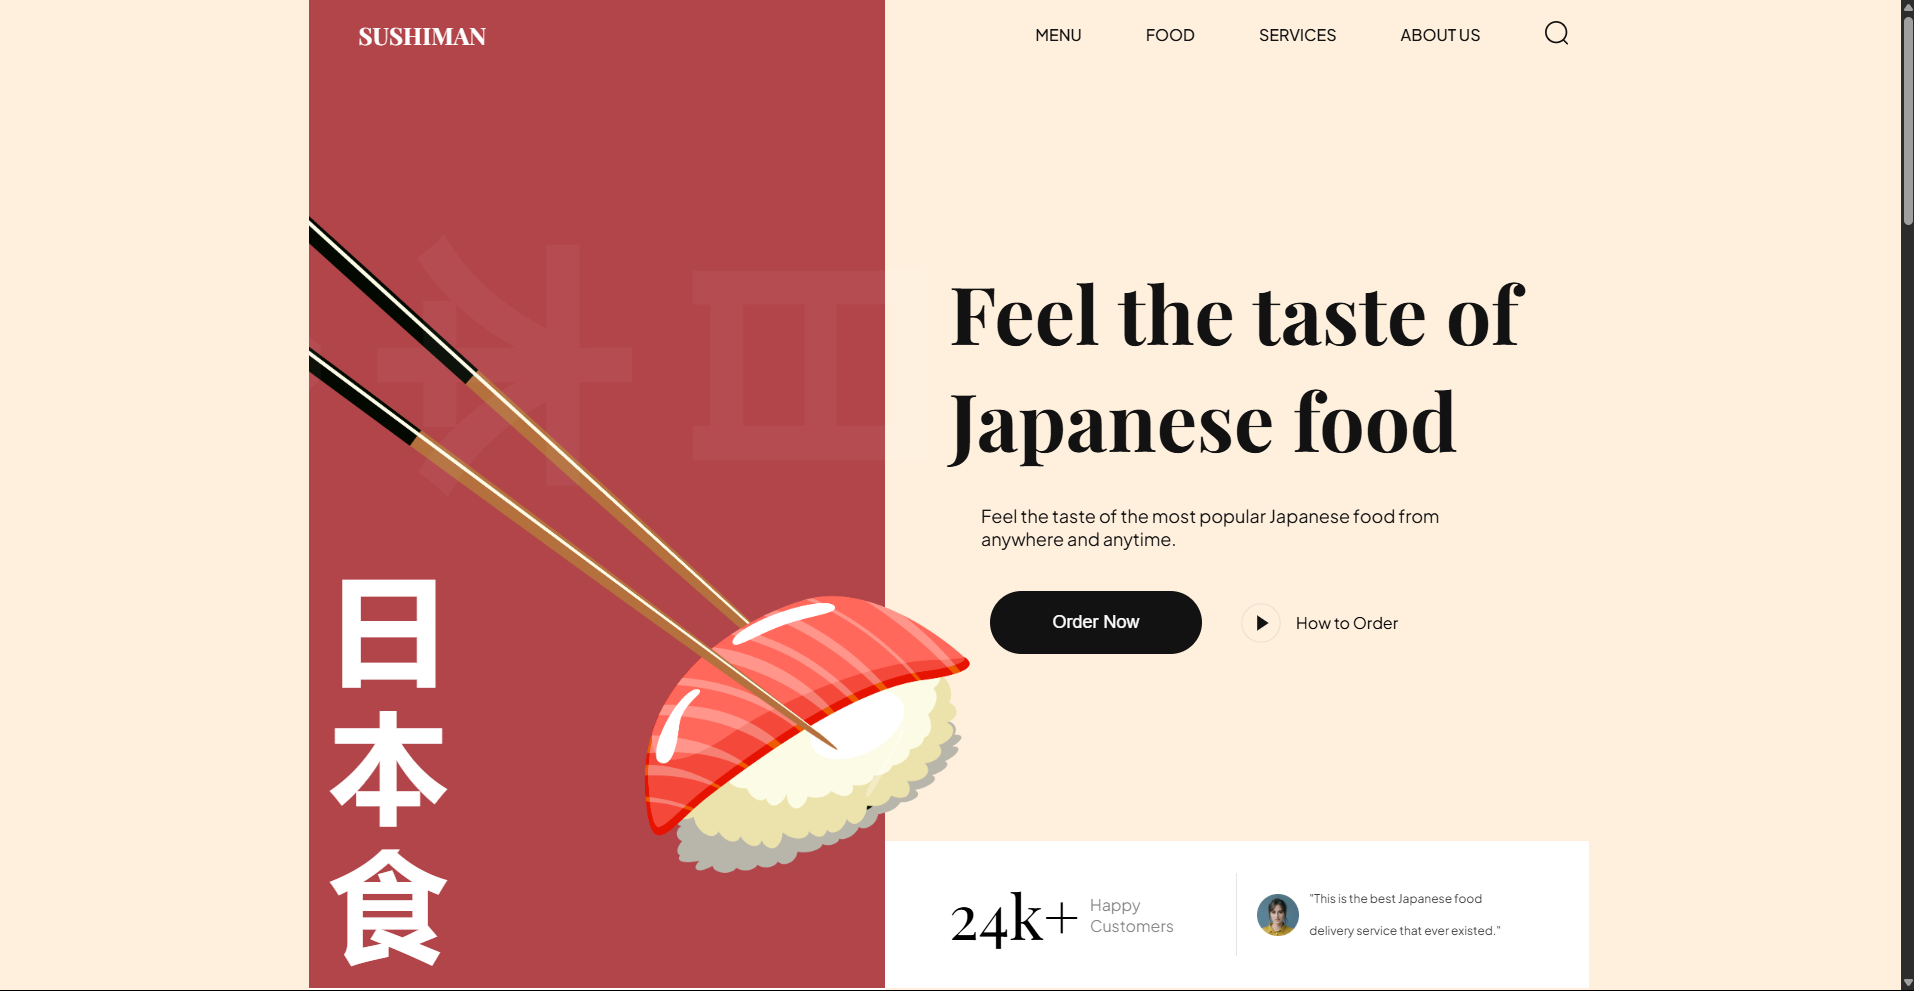 SUSHIMAN
MENU
FOOD
SERVICES
ABOUT US
Feel the taste of
Japanese food
Feel the taste of the most popular Japanese food from
anywhere and anytime.
Order Now
How to Order
日
本
食
24k+
Happy
Customers
"This is the best Japanese food
delivery service that ever existed."